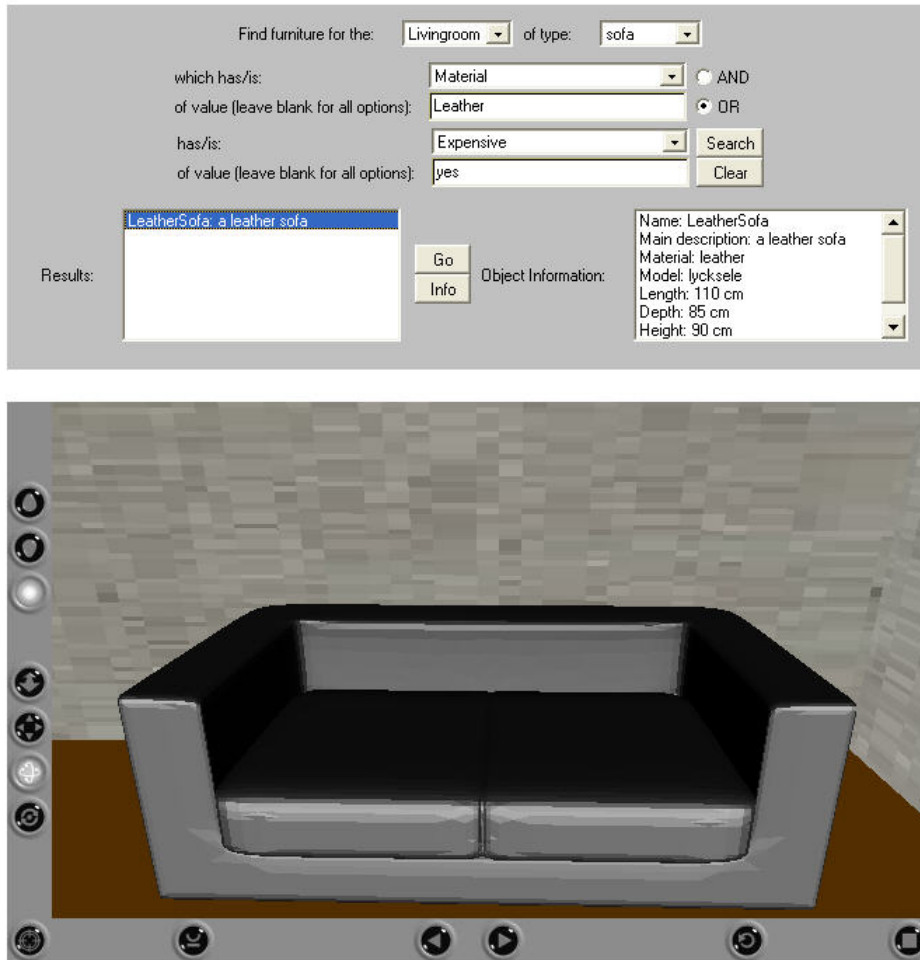 Find furniture for the: Livingroom of type: sofa
which has/is: Material AND
of value (leave blank for all options): Leather OR
has/is: Expensive Search
of value (leave blank for all options): yes Clear
Results:
LeatherSofa: a leather sofa
Go
Info
Object Information:
Name: LeatherSofa
Main description: a leather sofa
Material: leather
Model: lycksele
Length: 110 cm
Depth: 85 cm
Height: 90 cm